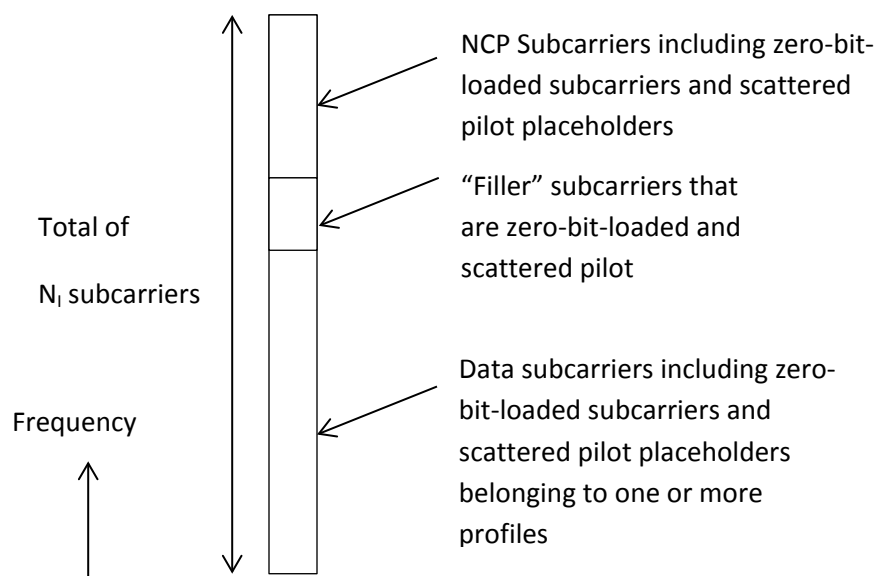 NCP Subcarriers including zero-bit-
loaded subcarriers and scattered
pilot placeholders
“Filler” subcarriers that
are zero-bit-loaded and
scattered pilot
Total of
N_I subcarriers
Data subcarriers including zero-
bit-loaded subcarriers and
scattered pilot placeholders
belonging to one or more
profiles
Frequency